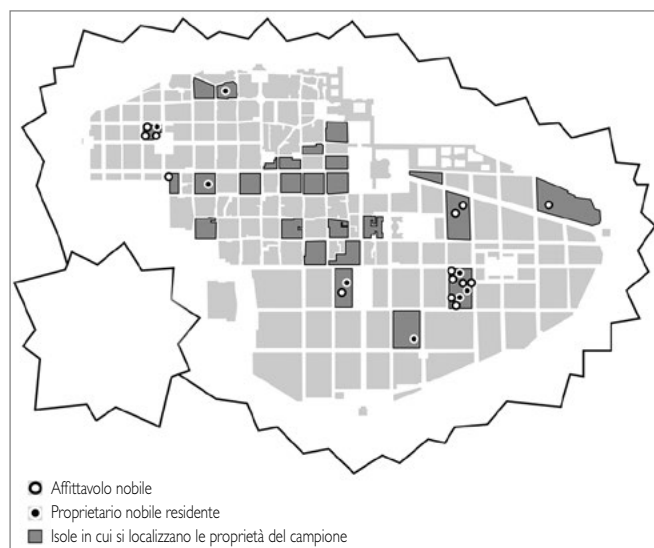 Affittavolo nobile
Proprietario nobile residente
Isole in cui si localizzano le proprietà del campione